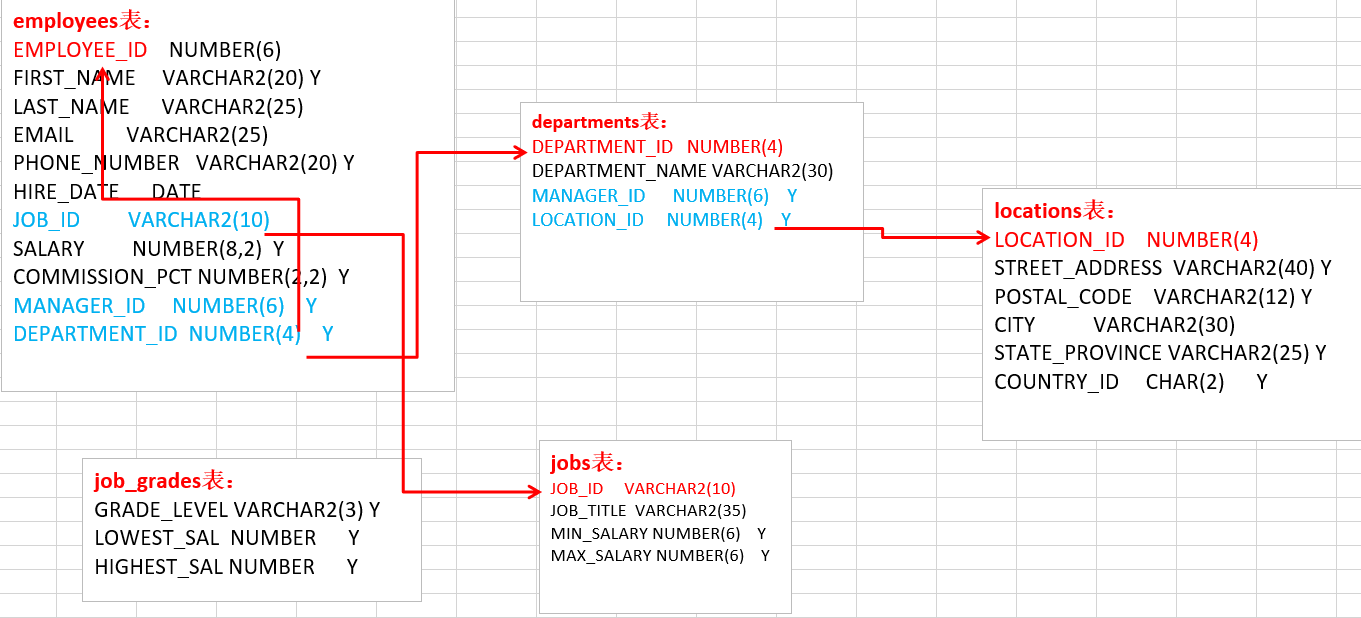 employees表：
EMPLOYEE_ID NUMBER(6)
FIRST_NAME VARCHAR2(20) Y
LAST_NAME VARCHAR2(25)
EMAIL VARCHAR2(25)
PHONE_NUMBER VARCHAR2(20) Y
HIRE_DATE DATE
JOB_ID VARCHAR2(10)
SALARY NUMBER(8,2) Y
COMMISSION_PCT NUMBER(2,2) Y
MANAGER_ID NUMBER(6) Y
DEPARTMENT_ID NUMBER(4) Y
departments表：
DEPARTMENT_ID NUMBER(4)
DEPARTMENT_NAME VARCHAR2(30)
MANAGER_ID NUMBER(6) Y
LOCATION_ID NUMBER(4) Y
locations表：
LOCATION_ID NUMBER(4)
STREET_ADDRESS VARCHAR2(40) Y
POSTAL_CODE VARCHAR2(12) Y
CITY VARCHAR2(30)
STATE_PROVINCE VARCHAR2(25) Y
COUNTRY_ID CHAR(2) Y
job_grades表：
GRADE_LEVEL VARCHAR2(3) Y
LOWEST_SAL NUMBER Y
HIGHEST_SAL NUMBER Y
jobs表：
JOB_ID VARCHAR2(10)
JOB_TITLE VARCHAR2(35)
MIN_SALARY NUMBER(6) Y
MAX_SALARY NUMBER(6) Y